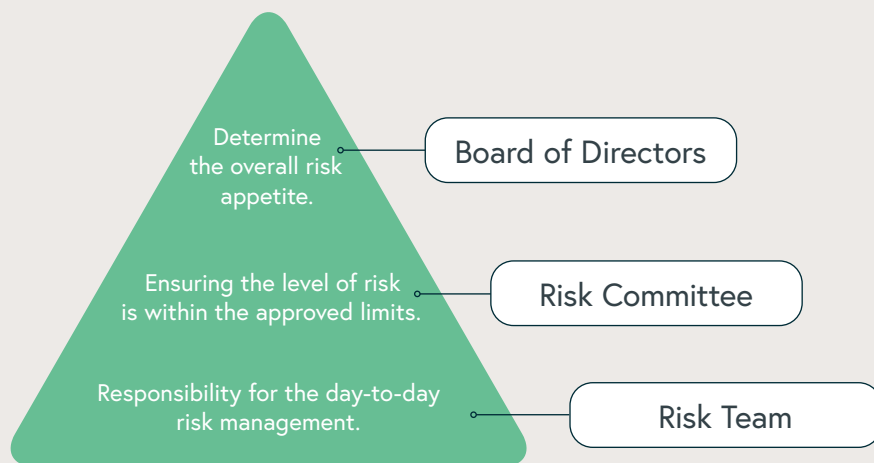 Determine
the overall risk
appetite.
Board of Directors
Ensuring the level of risk
is within the approved limits.
Risk Committee
Responsibility for the day-to-day
risk management.
Risk Team